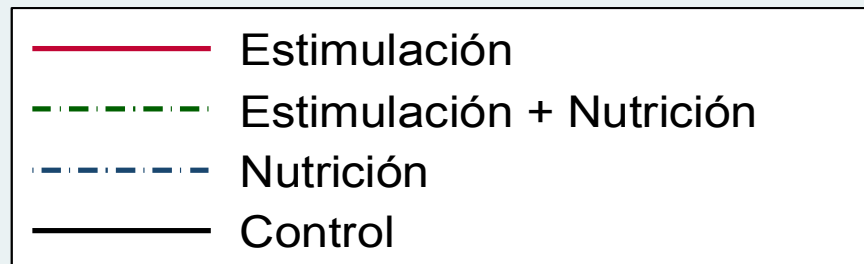 Estimulación
Estimulación + Nutrición
Nutrición
Control